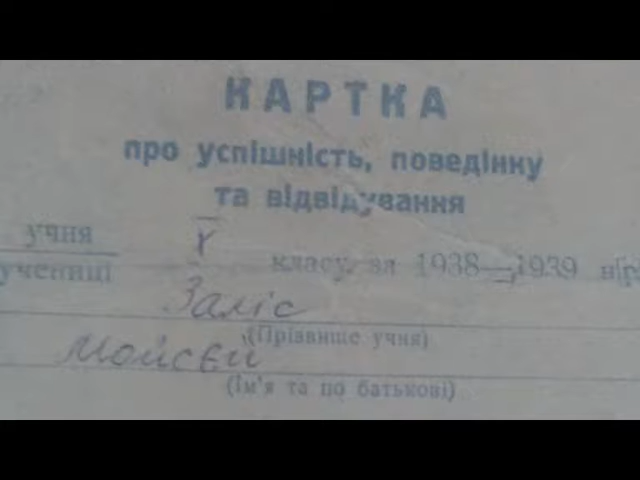 КАРТКА
про успішність, поведінку
та відвідування
учня
учениці V класу, за 1938—1939
Заліс
(Прізвище учня)
Мойсей
(Ім'я та по батькові)